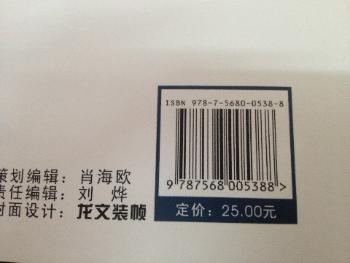 ISBN 978-7-5680-0538-8
9 787568 005388 >
定价：25.00元
策划编辑：肖海欧
责任编辑：刘 烨
封面设计：龙文装帧